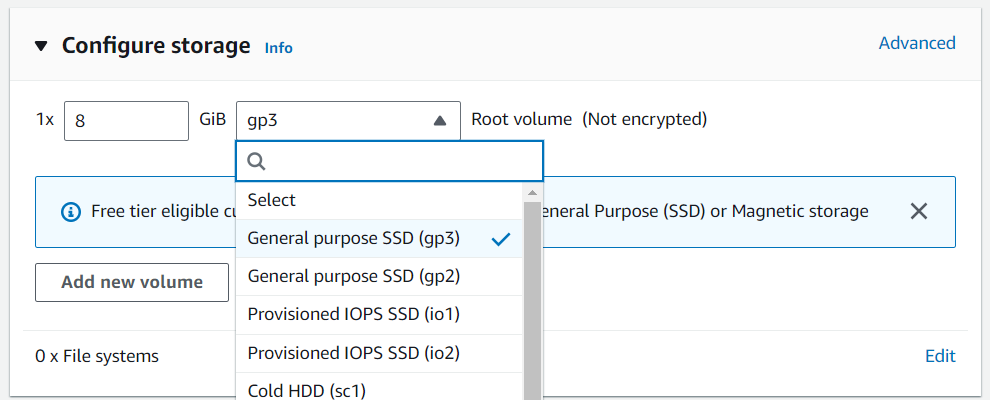 Configure storage Info
Advanced
1x 8 GiB gp3 Root volume (Not encrypted)
Select
Free tier eligible eneral Purpose (SSD) or Magnetic storage
General purpose SSD (gp3)
General purpose SSD (gp2)
Add new volume
Provisioned IOPS SSD (io1)
Provisioned IOPS SSD (io2)
0 x File systems
Edit
Cold HDD (sc1)